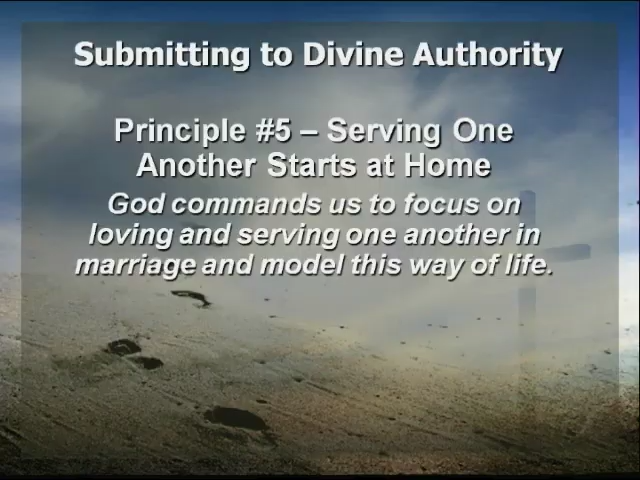 Submitting to Divine Authority
Principle #5 – Serving One
Another Starts at Home
God commands us to focus on
loving and serving one another in
marriage and model this way of life.